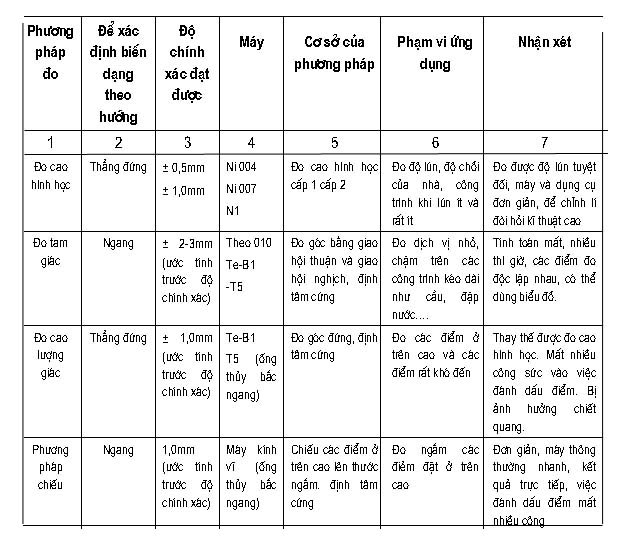 Phương pháp đo
Để xác định biến dạng theo hướng
Độ chính xác đạt được
Máy
Cơ sở của phương pháp
Phạm vi ứng dụng
Nhận xét
1 2 3 4 5 6 7
Đo cao hình học
Thẳng đứng
± 0,5mm
± 1,0mm
Ni 004
Ni 007
N1
Đo cao hình học cấp 1 cấp 2
Đo độ lún, độ chồi của nhà, công trình khi lún ít và rất ít
Đo được độ lún tuyệt đối, máy và dụng cụ đơn giản, để chỉnh lí đòi hỏi kĩ thuật cao
Đo tam giác
Ngang
± 2-3mm (ước tính trước độ chính xác)
Theo 010
Te-B1
-T5
Đo góc bằng giao hội thuận và giao hội nghịch, định tâm cứng
Đo dịch vị nhỏ, chậm trên các công trình kéo dài như cầu, đập nước....
Tính toán mất, nhiều thì giờ, các điểm đo độc lập nhau, có thể dùng biểu đồ.
Đo cao lượng giác
Thẳng đứng
± 1,0mm (ước tính trước độ chính xác)
Te-B1
T5 (ống thủy bắc ngang)
Đo góc đứng, định tâm cứng
Đo các điểm ở trên cao và các điểm rất khó đến
Thay thế được đo cao hình học. Mất nhiều công sức vào việc đánh dấu điểm. Bị ảnh hưởng chiết quang.
Phương pháp chiếu
Ngang
1,0mm (ước tính trước độ chính xác)
Máy kinh vĩ (ống thủy bắc ngang)
Chiếu các điểm ở trên cao lên thước ngắm. định tâm cứng
Đo ngắm các điểm đặt ở trên cao
Đơn giản, máy thông thường nhanh, kết quả trực tiếp, việc đánh dấu điểm mất nhiều công